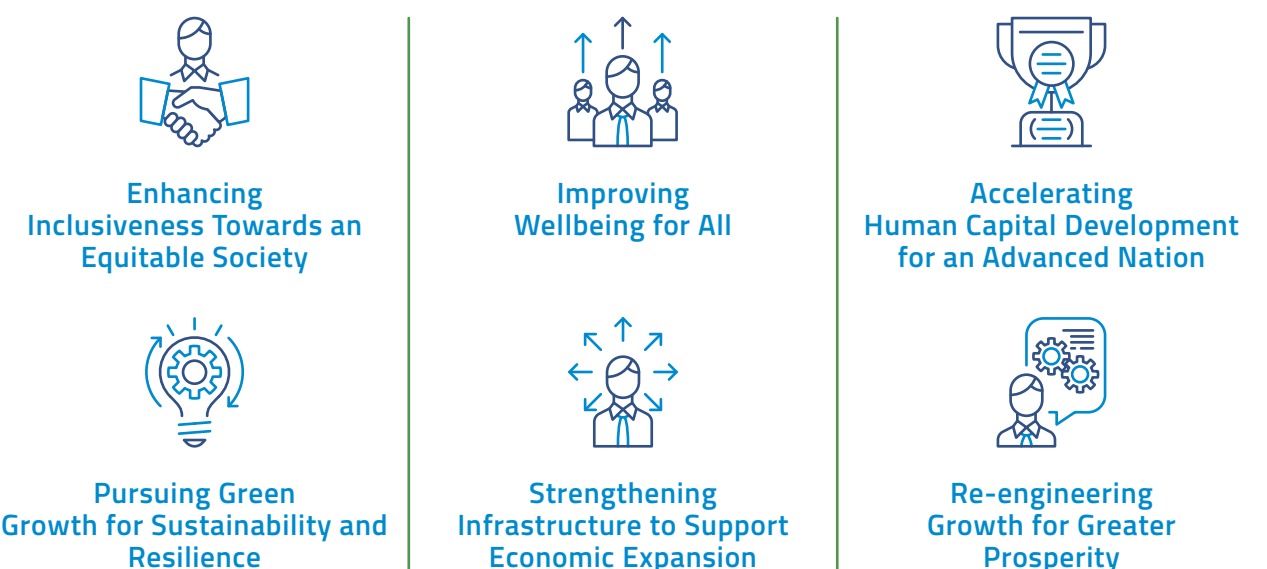 Enhancing
Inclusiveness Towards an
Equitable Society
Improving
Wellbeing for All
Accelerating
Human Capital Development
for an Advanced Nation
Pursuing Green
Growth for Sustainability and
Resilience
Strengthening
Infrastructure to Support
Economic Expansion
Re-engineering
Growth for Greater
Prosperity